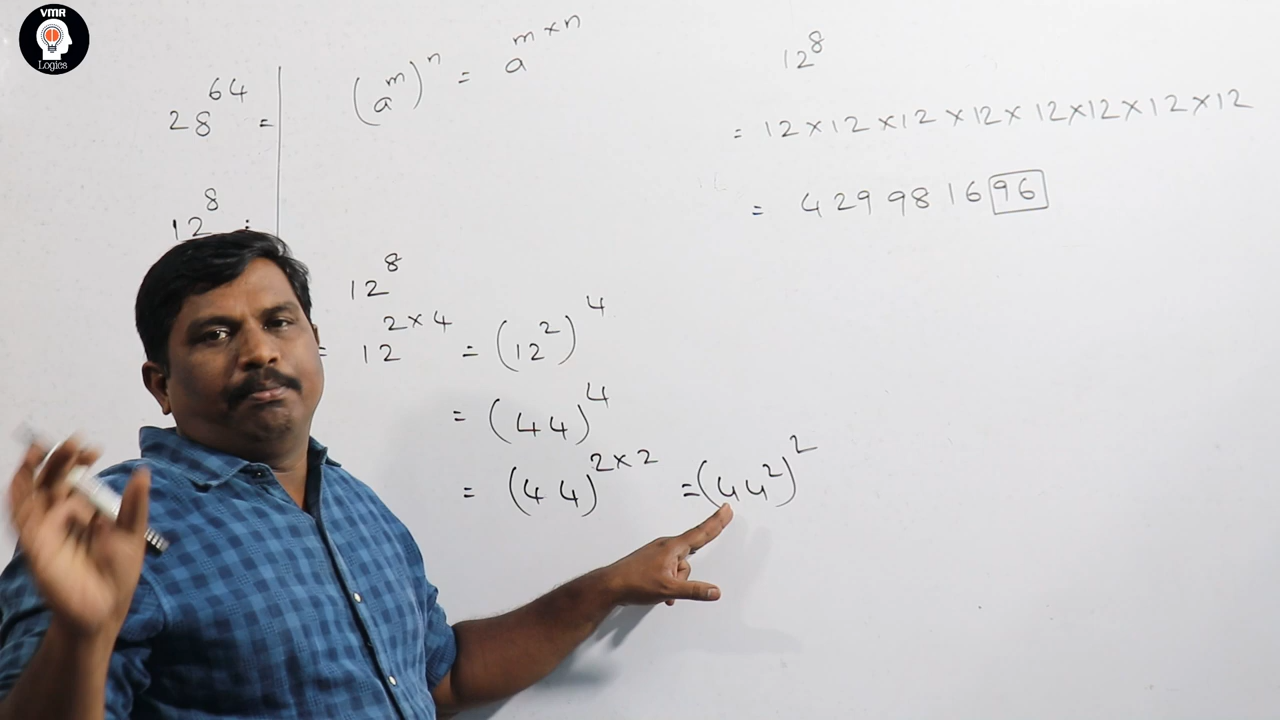 VMR
Logics
28^64 =
(a^m)^n = a^(m×n)
12^8
= 12×12×12×12×12×12×12×12
= 429981696
12^8 =
12^8
= 12^(2×4) = (12^2)^4
= (44)^4
= (44)^(2×2) = (44^2)^2